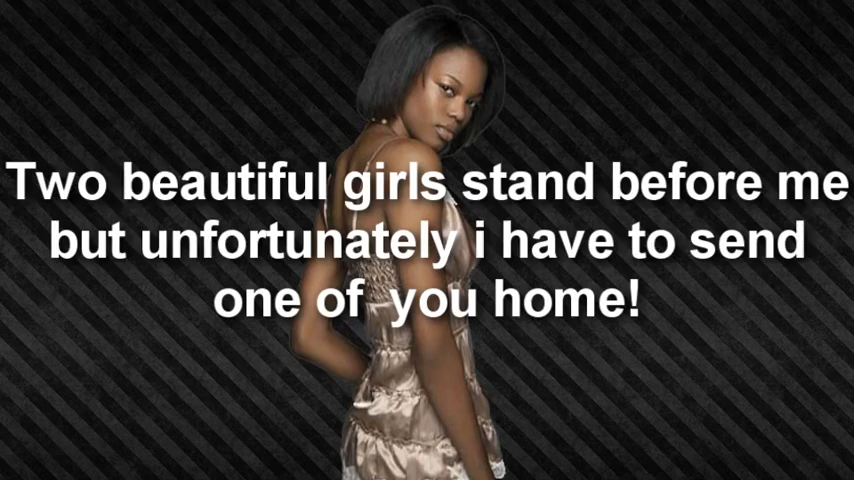 Two beautiful girls stand before me
but unfortunately i have to send
one of  you home!